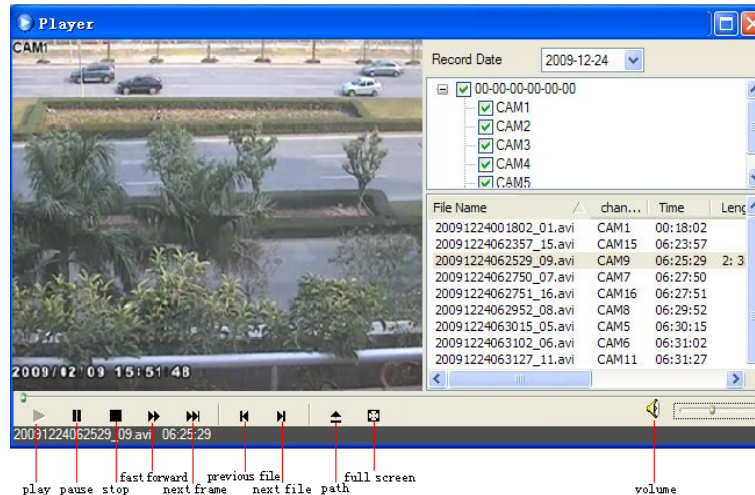 Player
CAM1
2009/12/09 15:51:48
Record Date 2009-12-24
00-00-00-00-00-00
CAM1
CAM2
CAM3
CAM4
CAM5
File Name chan... Time Leng
20091224001802_01.avi CAM1 00:18:02
20091224062357_15.avi CAM15 06:23:57
20091224062529_09.avi CAM9 06:25:29 2: 3
20091224062750_07.avi CAM7 06:27:50
20091224062751_16.avi CAM16 06:27:51
20091224062952_08.avi CAM8 06:29:52
20091224063015_05.avi CAM5 06:30:15
20091224063102_06.avi CAM6 06:31:02
20091224063127_11.avi CAM11 06:31:27
20091224062529_09.avi 06:25:29
fast forward previous file full screen
play pause stop next frame next file path volume